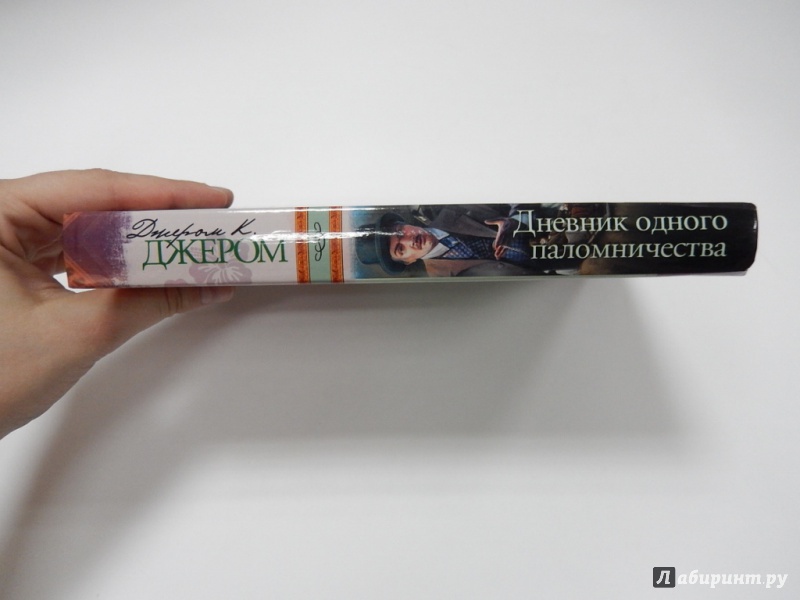 Джером К.
ДЖЕРОМ
Дневник одного
паломничества
Лабиринт.ру